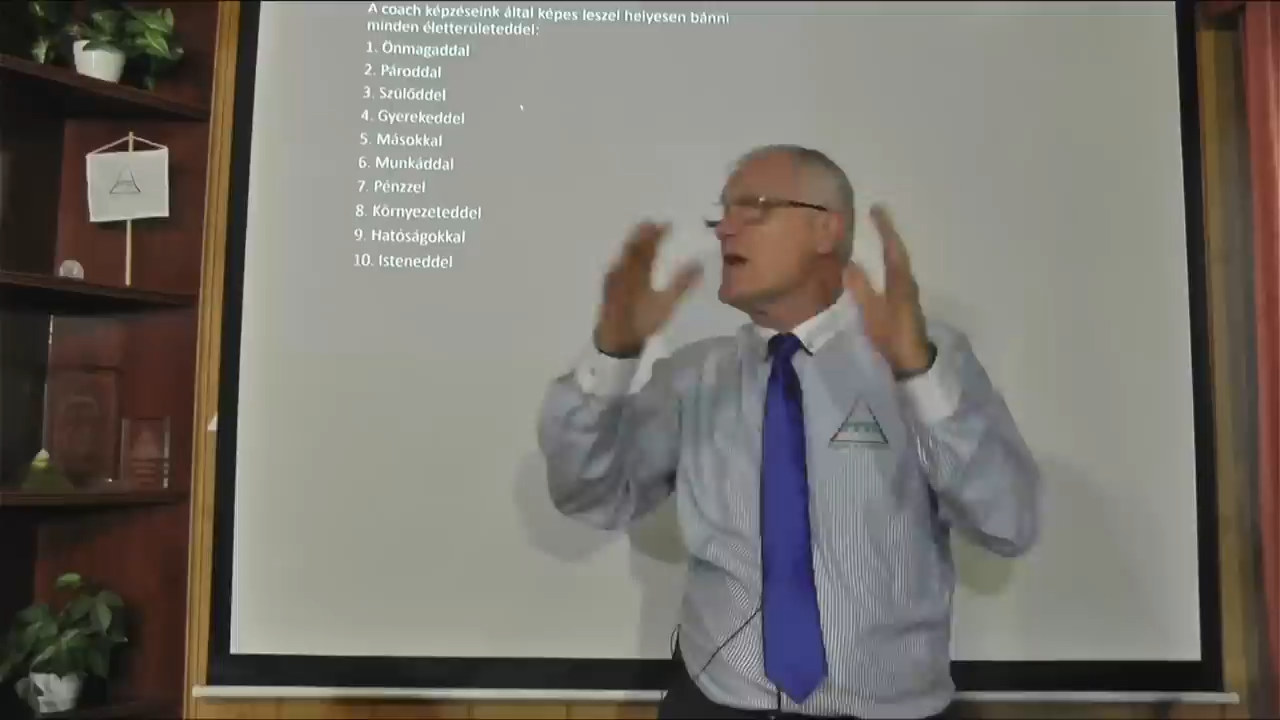 A coach képzéseink által képes leszel helyesen bánni
minden életterületeddel:
1. Önmagaddal
2. Pároddal
3. Szülőddel
4. Gyerekeddel
5. Másokkal
6. Munkáddal
7. Pénzzel
8. Környezeteddel
9. Hatóságokkal
10. Isteneddel